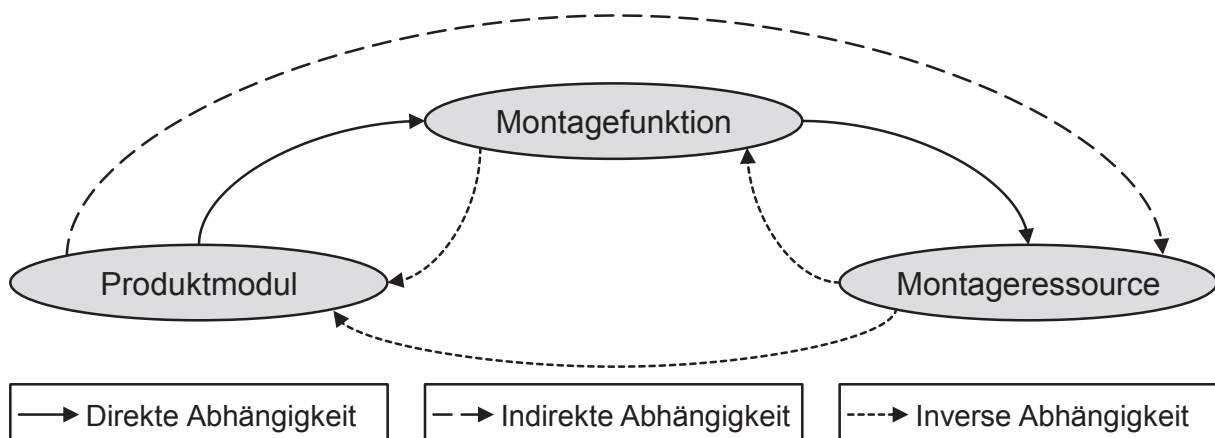 Montagefunktion
Produktmodul
Montageressource
Direkte Abhängigkeit
Indirekte Abhängigkeit
Inverse Abhängigkeit